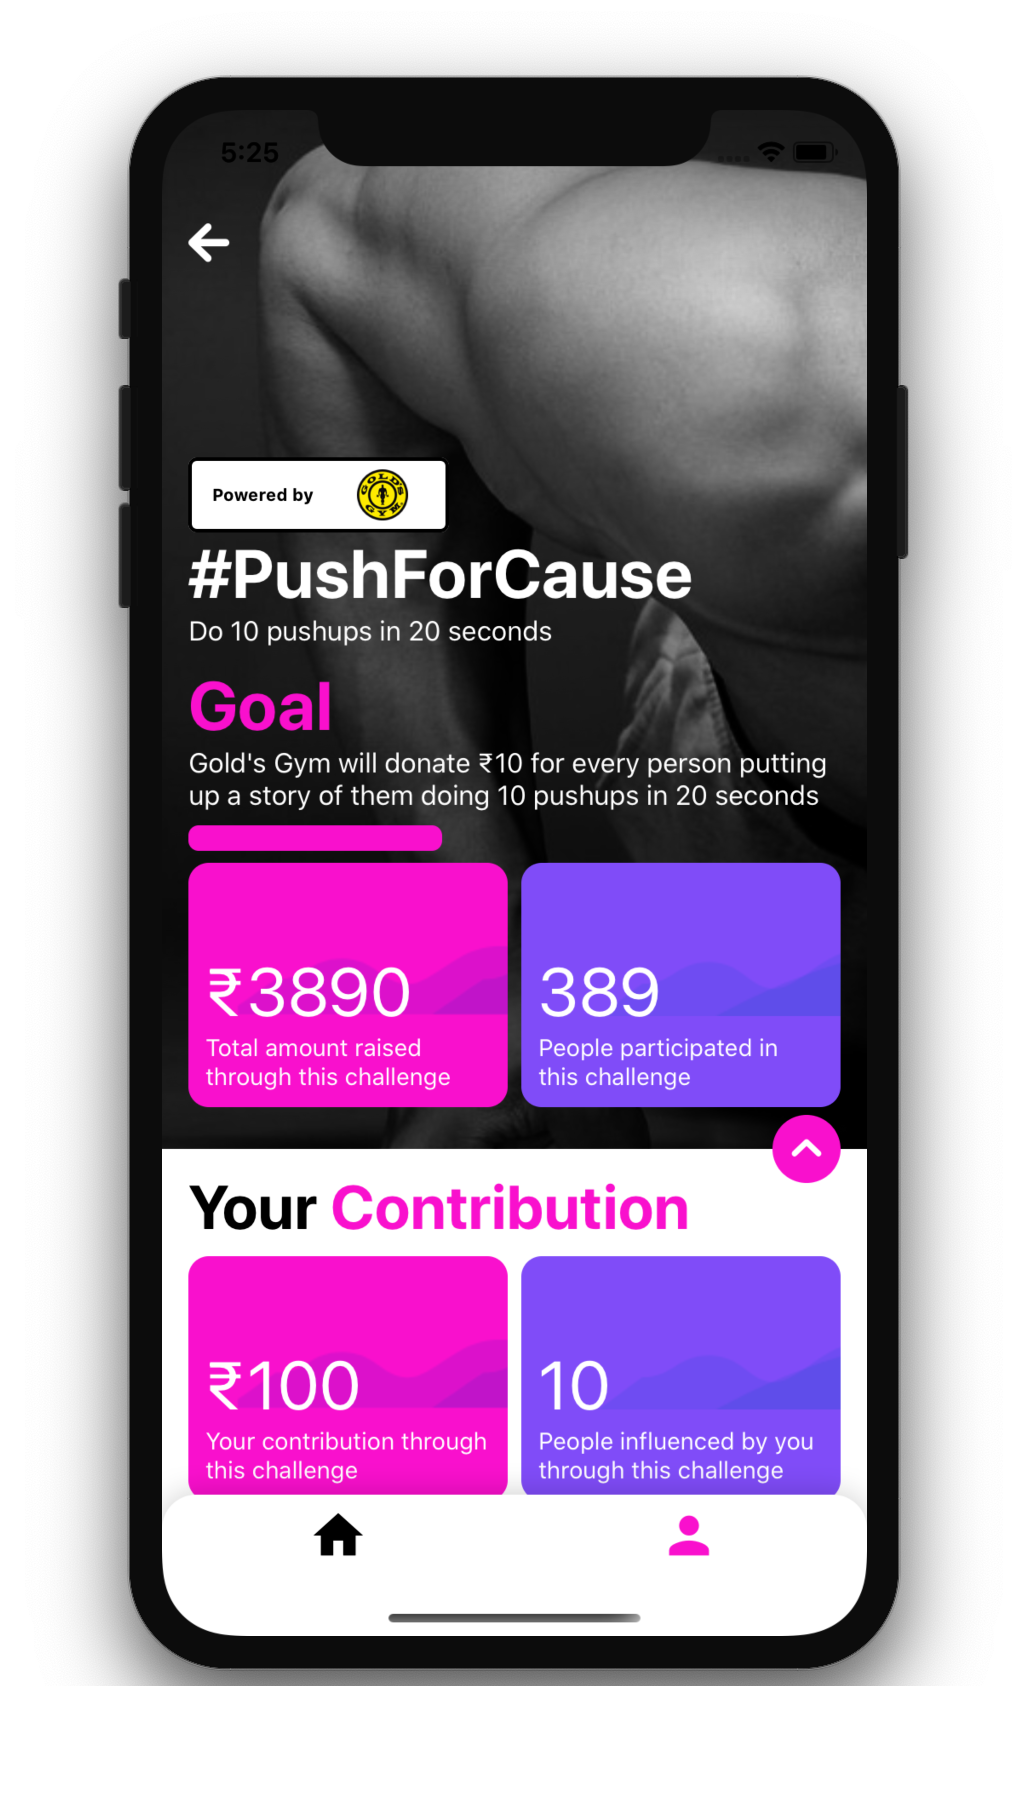 5:25
Powered by
GOLD'S GYM
#PushForCause
Do 10 pushups in 20 seconds
Goal
Gold's Gym will donate ₹10 for every person putting
up a story of them doing 10 pushups in 20 seconds
₹3890
Total amount raised
through this challenge
389
People participated in
this challenge
Your Contribution
₹100
Your contribution through
this challenge
10
People influenced by you
through this challenge